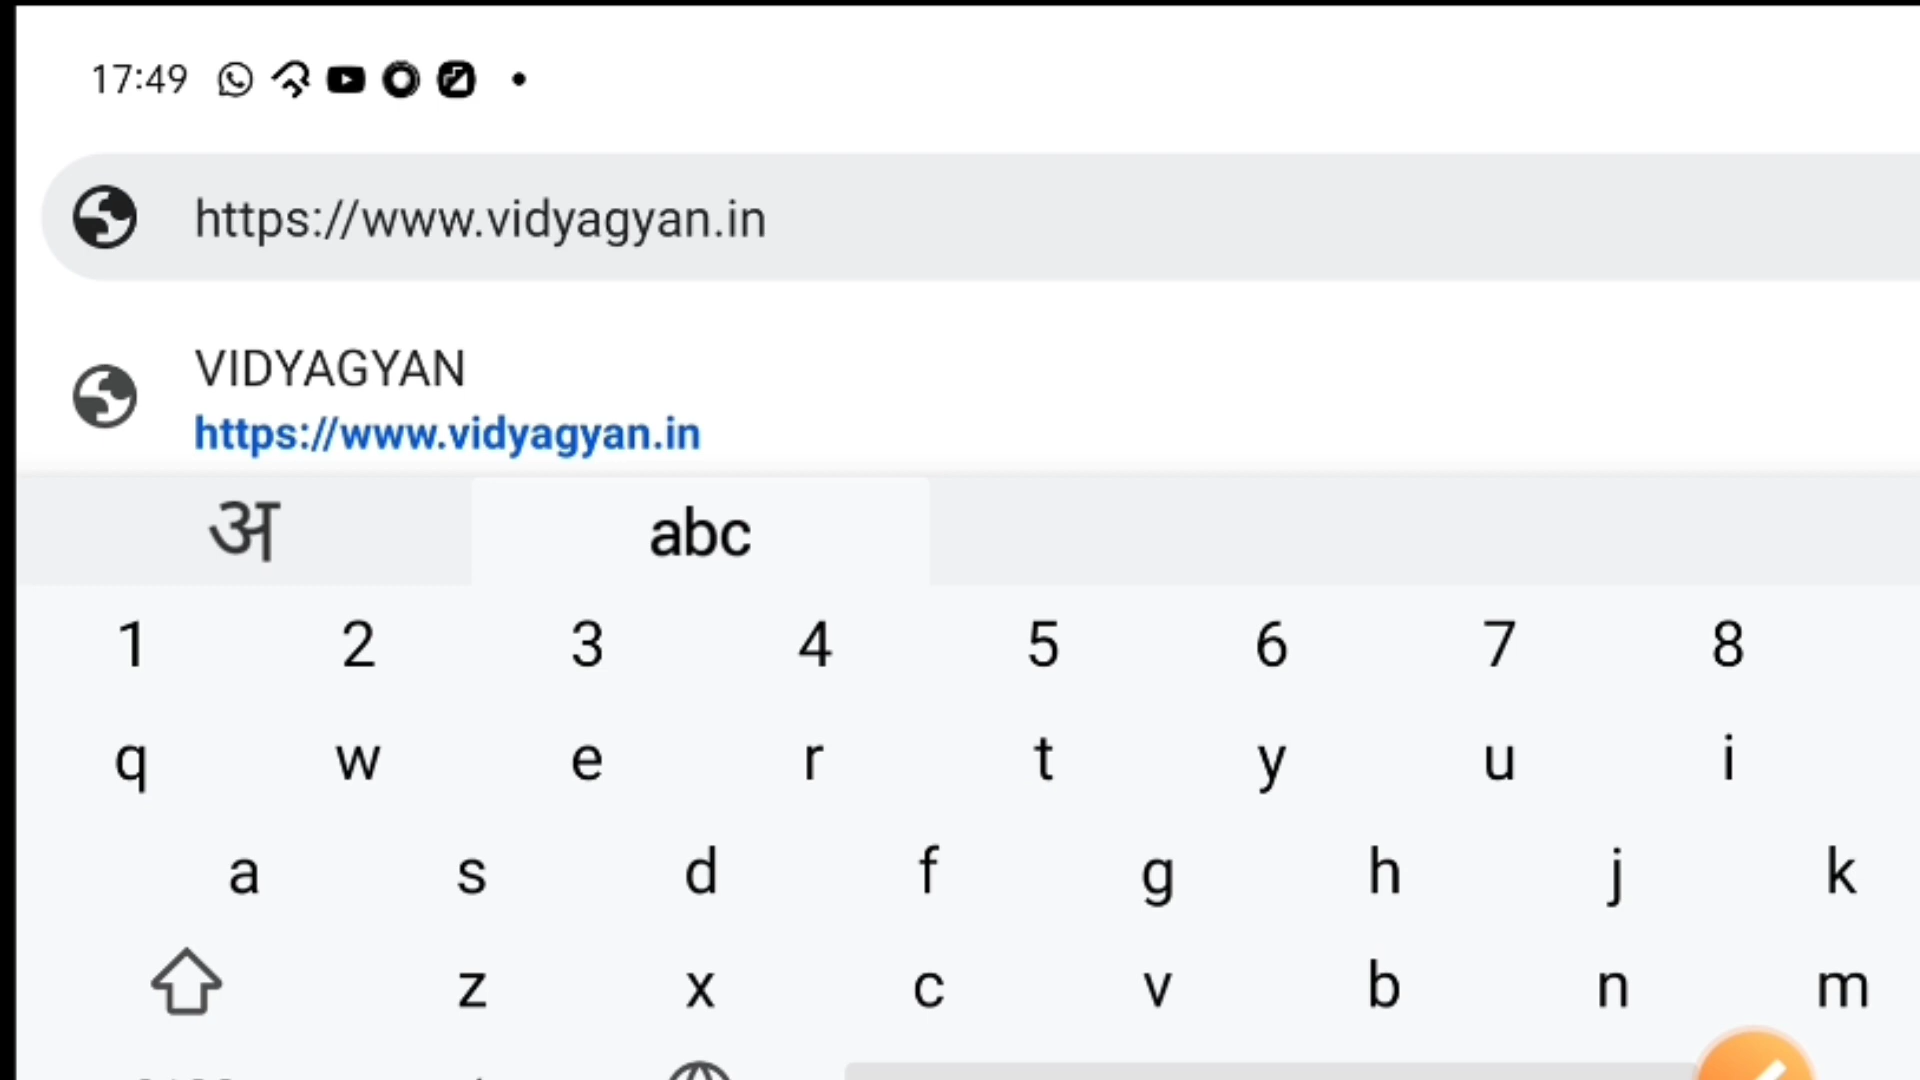 17:49
https://www.vidyagyan.in
VIDYAGYAN
https://www.vidyagyan.in
अ abc
1 2 3 4 5 6 7 8
q w e r t y u i
a s d f g h j k
z x c v b n m